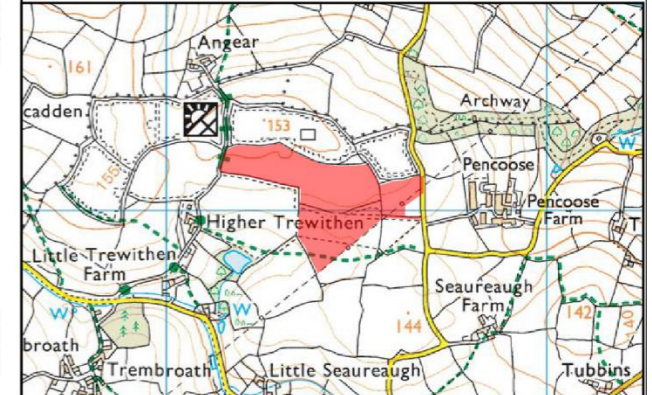 Angear
161
Archway
cadden
153
W
155
Pencoose
Pencoose
Farm
Higher Trewithen
T
Little Trewithen
Farm
Seaureaugh
Farm
W
W
144
142
140
broath
Trembroath
Little Seaureaugh
Tubbins